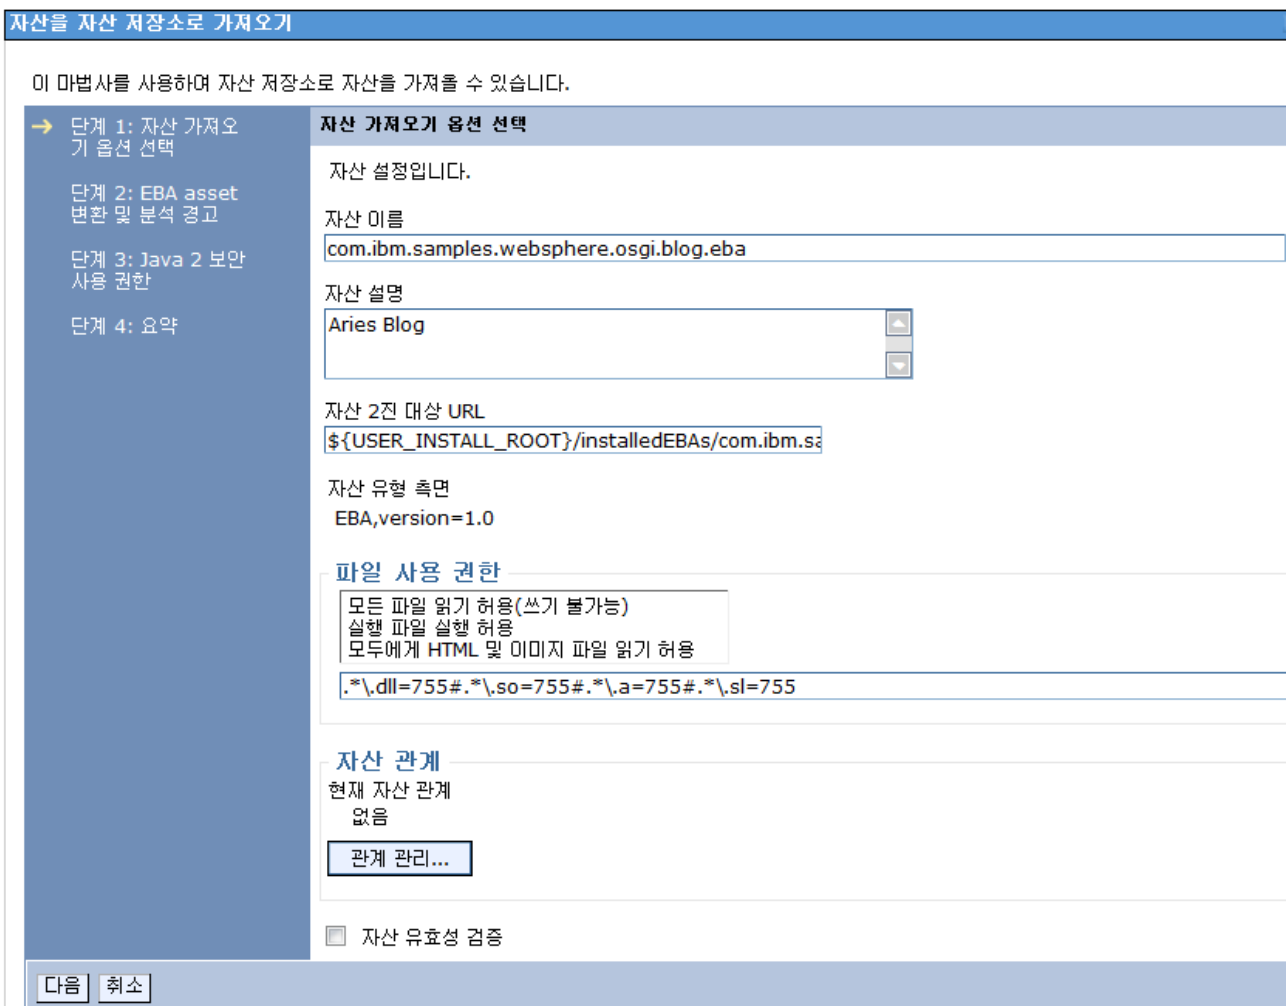 자산을 자산 저장소로 가져오기
이 마법사를 사용하여 자산 저장소로 자산을 가져올 수 있습니다.
단계 1: 자산 가져오
기 옵션 선택
단계 2: EBA asset
변환 및 분석 경고
단계 3: Java 2 보안
사용 권한
단계 4: 요약
자산 가져오기 옵션 선택
자산 설정입니다.
자산 이름
com.ibm.samples.websphere.osgi.blog.eba
자산 설명
Aries Blog
자산 2진 대상 URL
${USER_INSTALL_ROOT}/installedEBAs/com.ibm.sa
자산 유형 측면
EBA,version=1.0
파일 사용 권한
모든 파일 읽기 허용(쓰기 불가능)
실행 파일 실행 허용
모두에게 HTML 및 이미지 파일 읽기 허용
.*\.dll=755#.*\.so=755#.*\.a=755#.*\.sl=755
자산 관계
현재 자산 관계
없음
관계 관리...
자산 유효성 검증
다음 취소